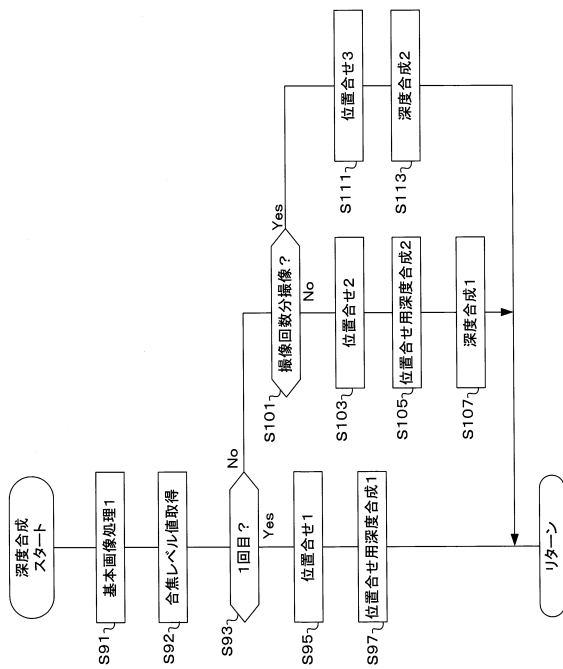 深度合成
スタート
S91
基本画像処理1
S92
合焦レベル値取得
S93
1回目?
No
Yes
S95
位置合せ1
S97
位置合せ用深度合成1
S101
撮像回数分撮像?
Yes
No
S103
位置合せ2
S105
位置合せ用深度合成2
S107
深度合成1
S111
位置合せ3
S113
深度合成2
リターン